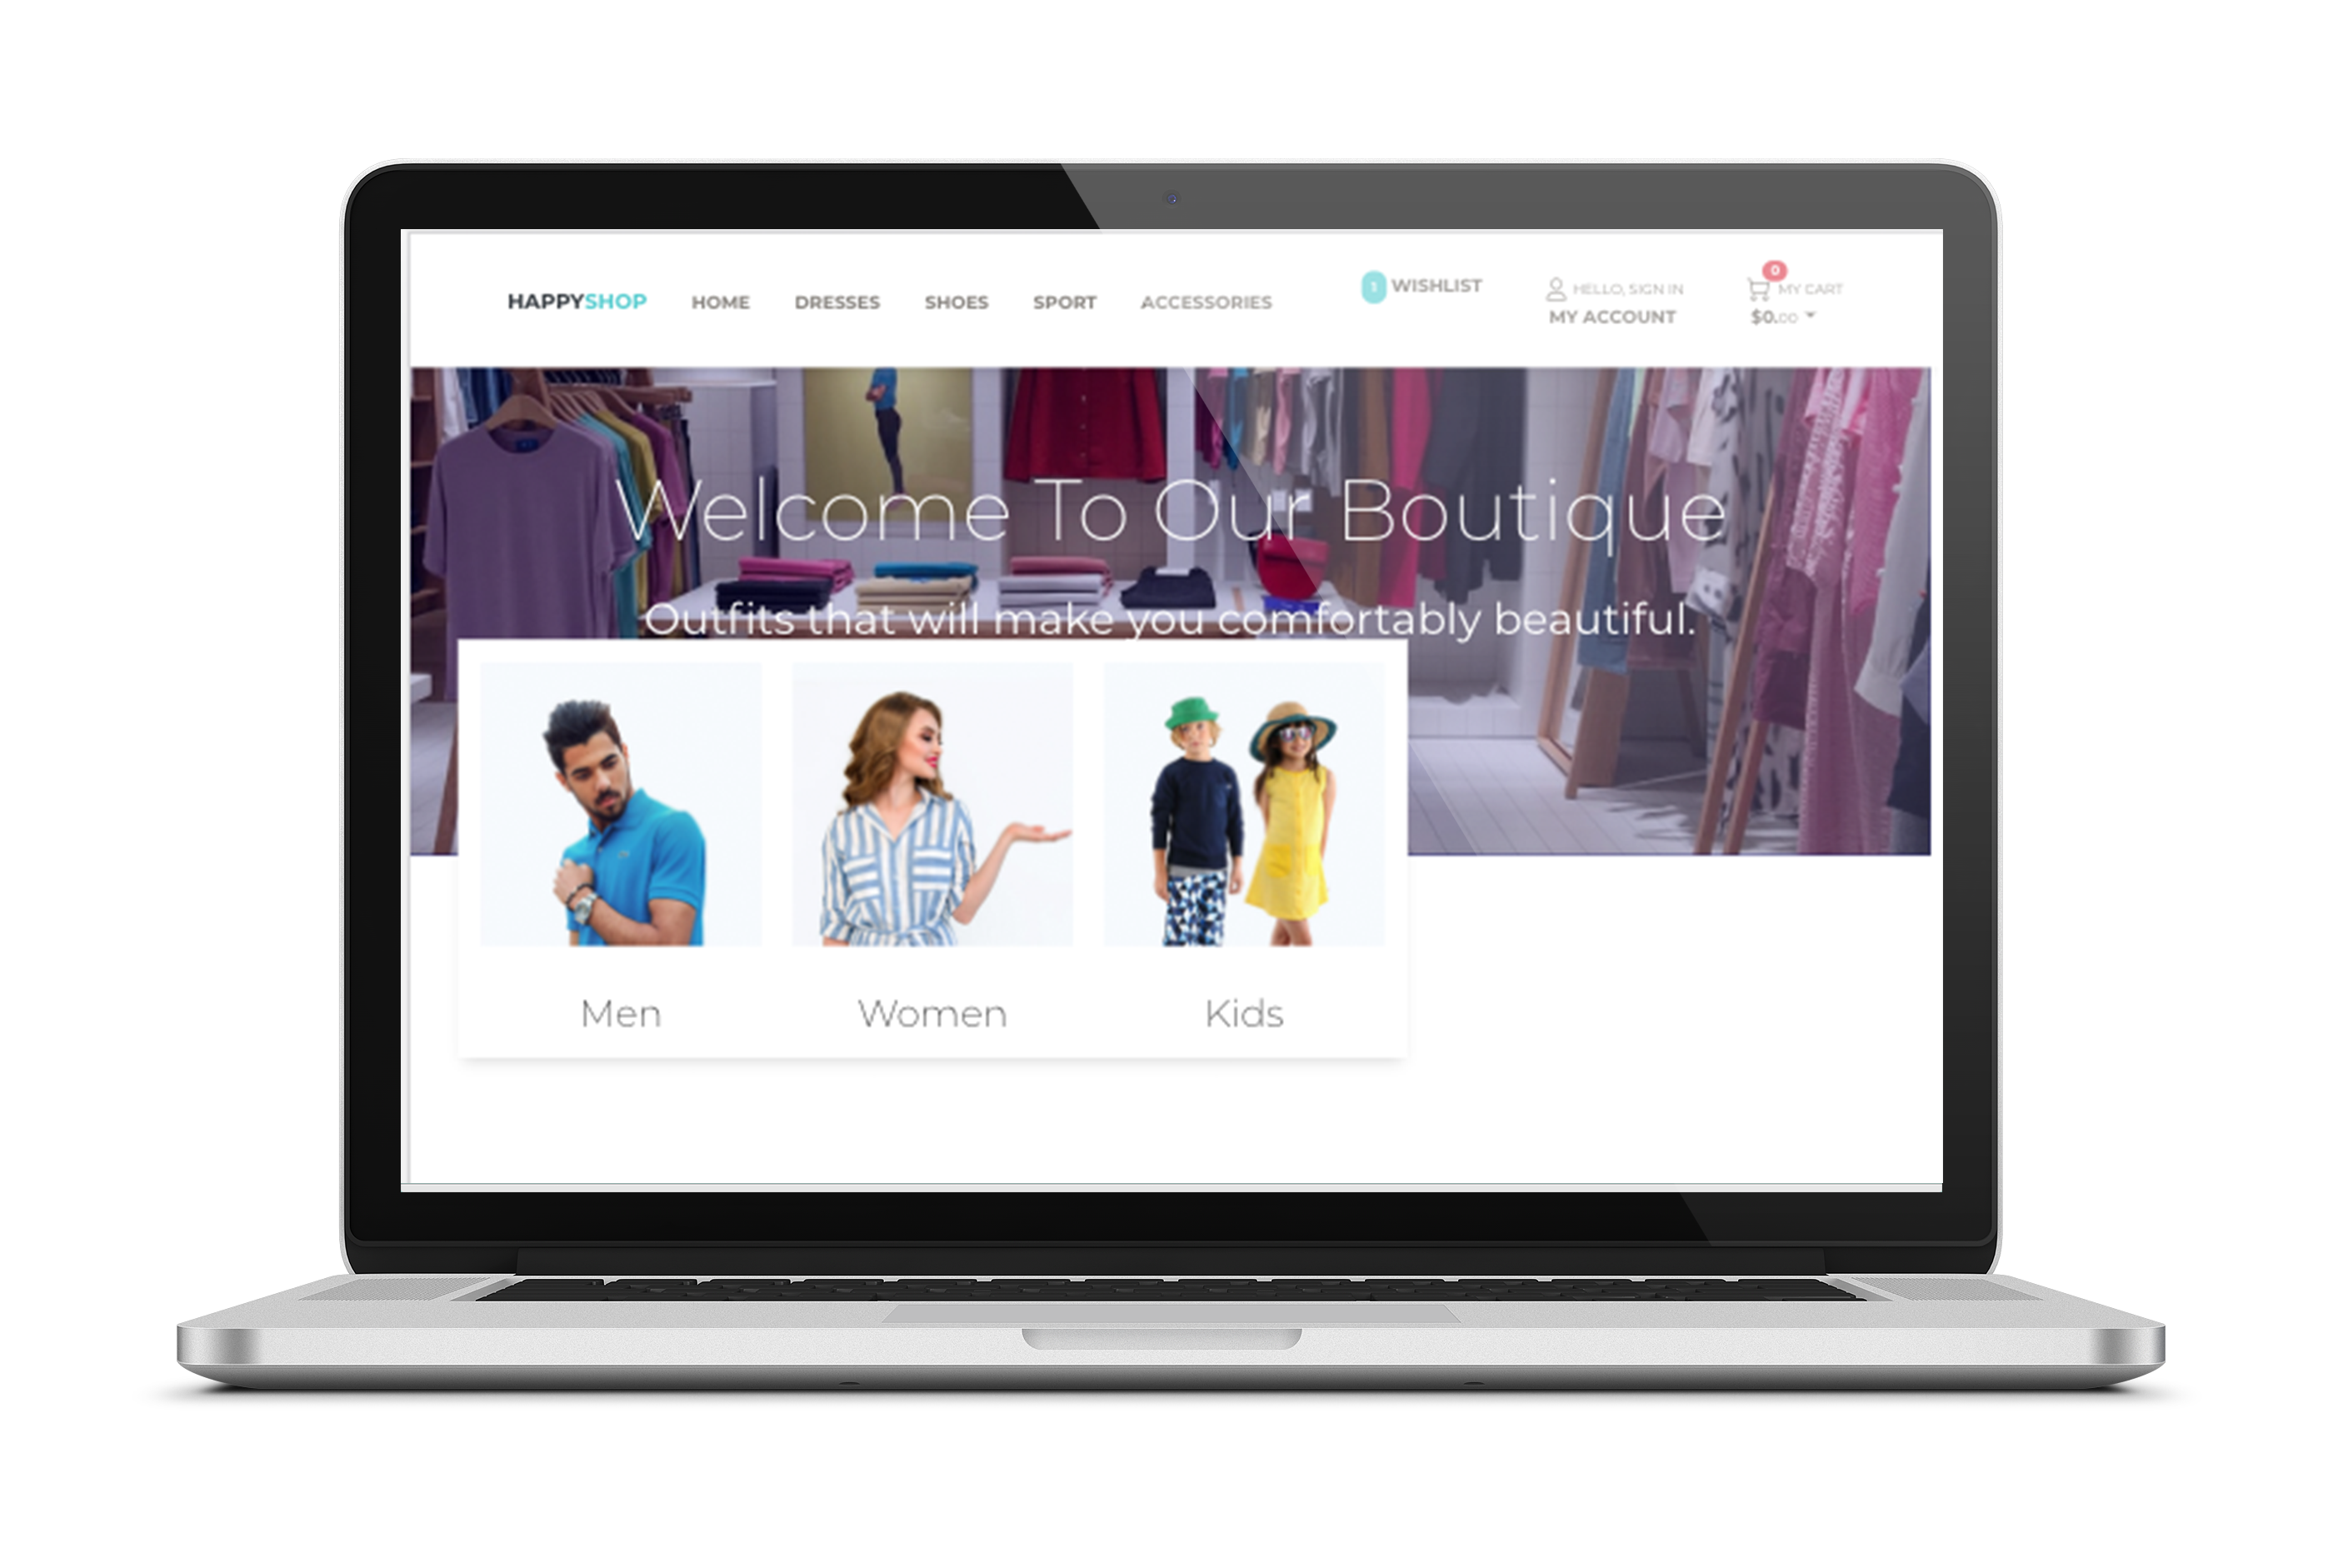 HAPPYSHOP HOME DRESSES SHOES SPORT ACCESSORIES
1 WISHLIST
HELLO, SIGN IN
MY ACCOUNT
0
MY CART
$0.00
Welcome To Our Boutique
Outfits that will make you comfortably beautiful.
Men Women Kids